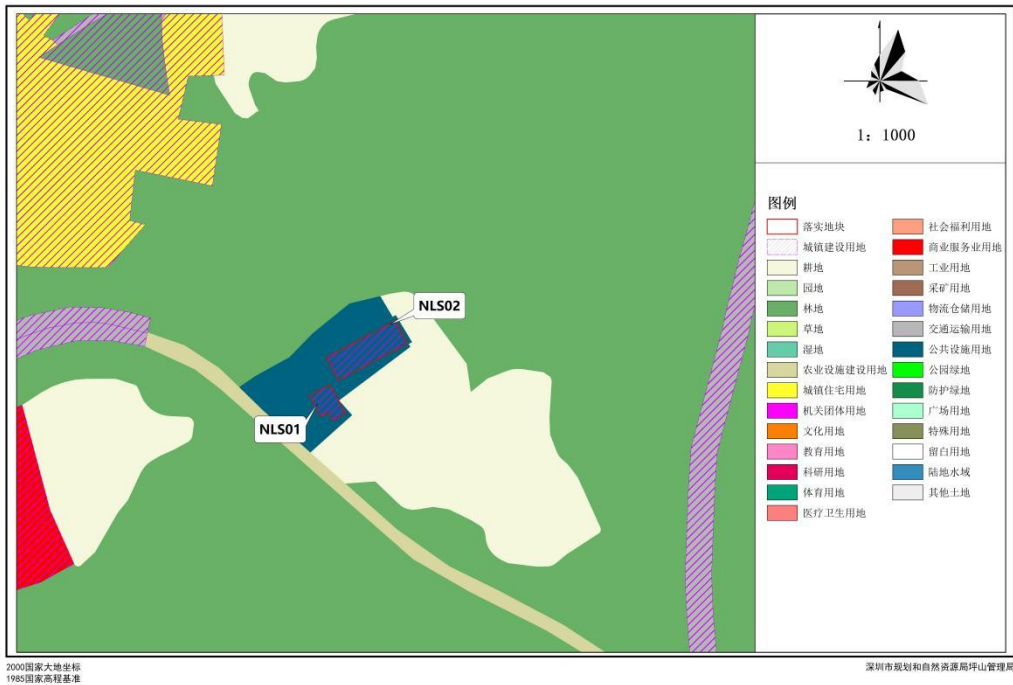 1：1000
图例
落实地块
社会福利用地
城镇建设用地
商业服务业用地
耕地
工业用地
园地
采矿用地
林地
物流仓储用地
草地
交通运输用地
湿地
公共设施用地
农业设施建设用地
公园绿地
城镇住宅用地
防护绿地
机关团体用地
广场用地
文化用地
特殊用地
教育用地
留白用地
科研用地
陆地水域
体育用地
其他土地
医疗卫生用地
NLS02
NLS01
2000国家大地坐标
1985国家高程基准
深圳市规划和自然资源局坪山管理局